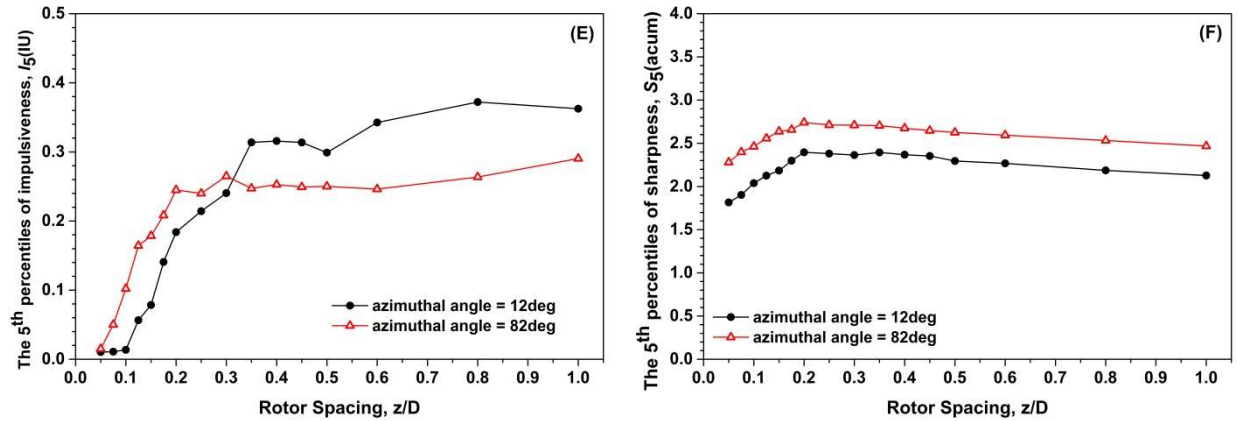 The 5th percentiles of impulsiveness, I5(IU)
0.5
0.4
0.3
0.2
0.1
0.0
(E)
azimuthal angle = 12deg
azimuthal angle = 82deg
0.0 0.1 0.2 0.3 0.4 0.5 0.6 0.7 0.8 0.9 1.0
Rotor Spacing, z/D
The 5th percentiles of sharpness, S5(acum)
4.0
3.5
3.0
2.5
2.0
1.5
1.0
0.5
0.0
(F)
azimuthal angle = 12deg
azimuthal angle = 82deg
0.0 0.1 0.2 0.3 0.4 0.5 0.6 0.7 0.8 0.9 1.0
Rotor Spacing, z/D